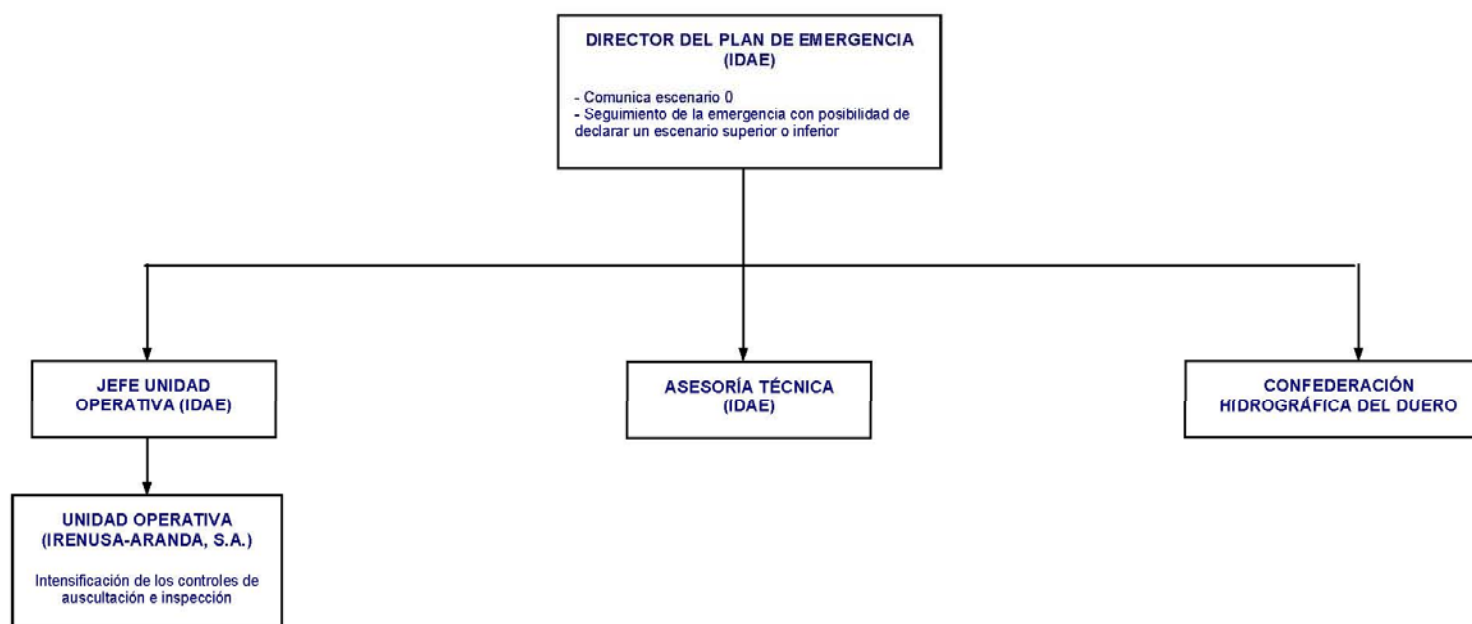 DIRECTOR DEL PLAN DE EMERGENCIA
(IDAE)
- Comunica escenario 0
- Seguimiento de la emergencia con posibilidad de
declarar un escenario superior o inferior
JEFE UNIDAD
OPERATIVA (IDAE)
ASESORÍA TÉCNICA
(IDAE)
CONFEDERACIÓN
HIDROGRÁFICA DEL DUERO
UNIDAD OPERATIVA
(IRENUSA-ARANDA, S.A.)
Intensificación de los controles de
auscultación e inspección